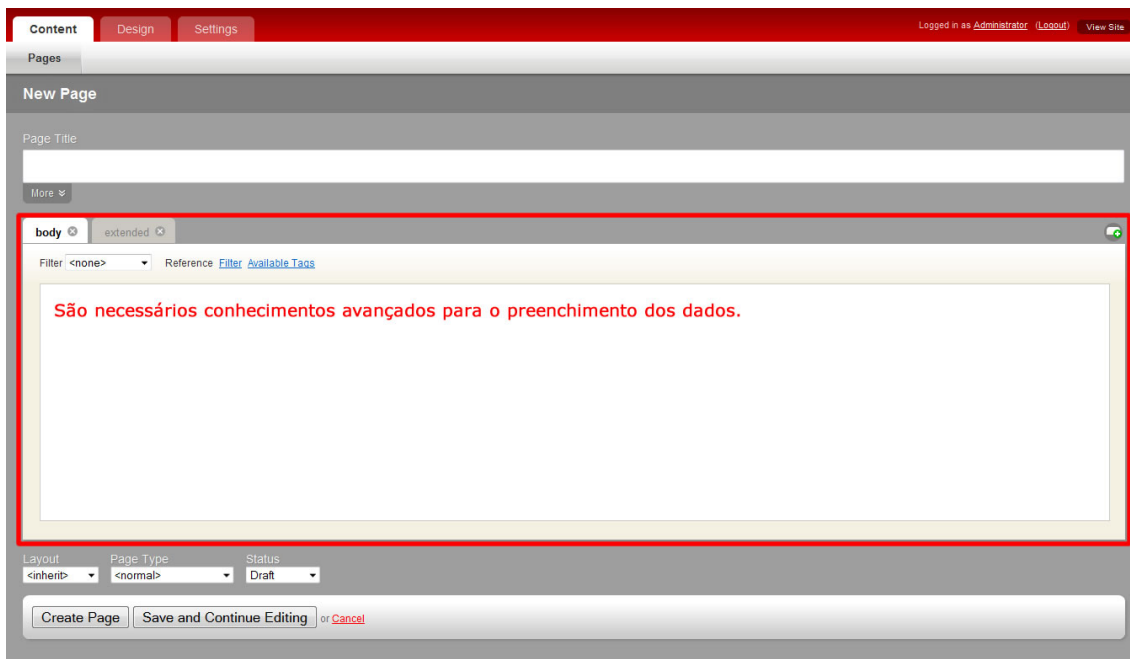 Content Design Settings Logged in as Administrator (Logout) View Site
Pages
New Page
Page Title
More
body extended
Filter <none> Reference Filter Available Tags
São necessários conhecimentos avançados para o preenchimento dos dados.
Layout Page Type Status
<inherit> <normal> Draft
Create Page Save and Continue Editing or Cancel